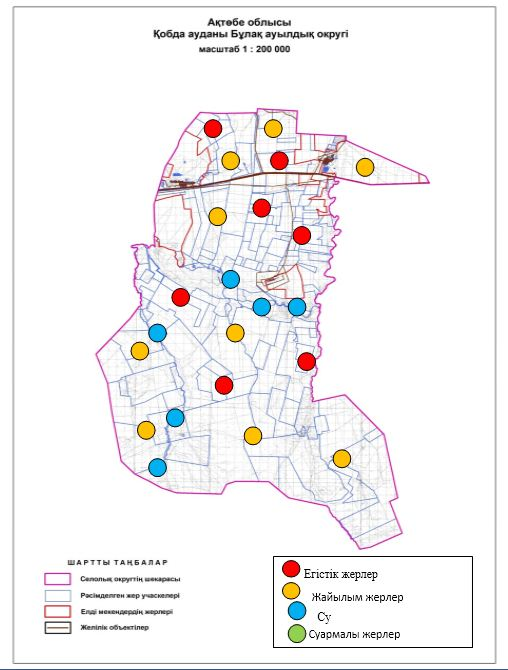 Ақтөбе облысы
Қобда ауданы Бұлақ ауылдық округі
масштаб 1 : 200 000
ШАРТТЫ ТАҢБАЛАР
Селолық округтің шекарасы
Рәсімделген жер учаскелері
Елді мекендердің жерлері
Желілік объектілер
Егістік жерлер
Жайылым жерлер
Су
Суармалы жерлер